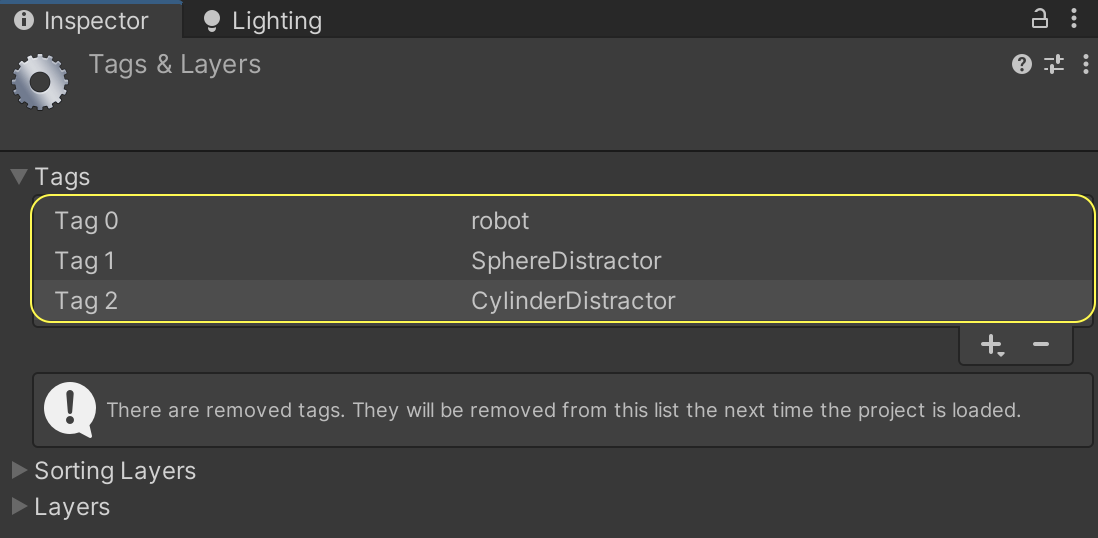 Inspector
Lighting
Tags & Layers
Tags
Tag 0 robot
Tag 1 SphereDistractor
Tag 2 CylinderDistractor
There are removed tags. They will be removed from this list the next time the project is loaded.
Sorting Layers
Layers